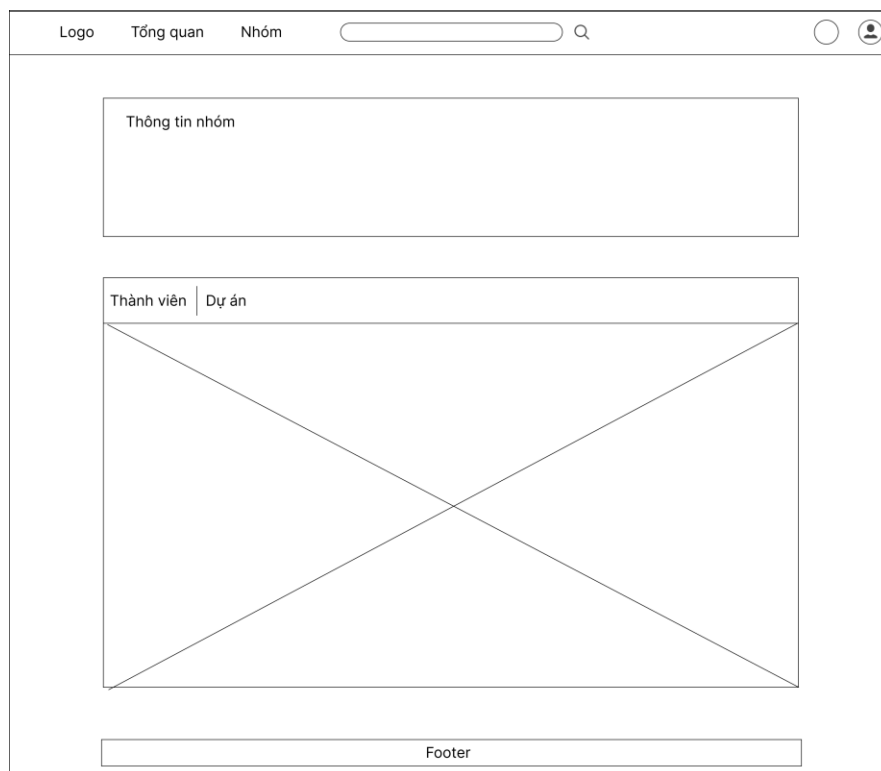 Logo Tổng quan Nhóm
Thông tin nhóm
Thành viên Dự án
Footer